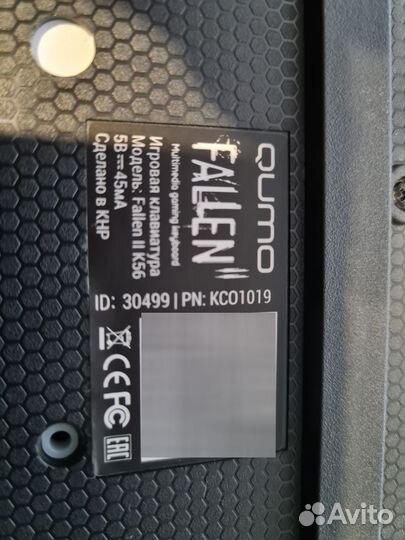 QUMO
FALLEN II
Multimedia gaming keyboard
Игровая клавиатура
Модель: Fallen II K56
5В⎓45мА
Сделано в КНР
ID: 30499 | PN: KCO1019
CE FC EAC
Avito